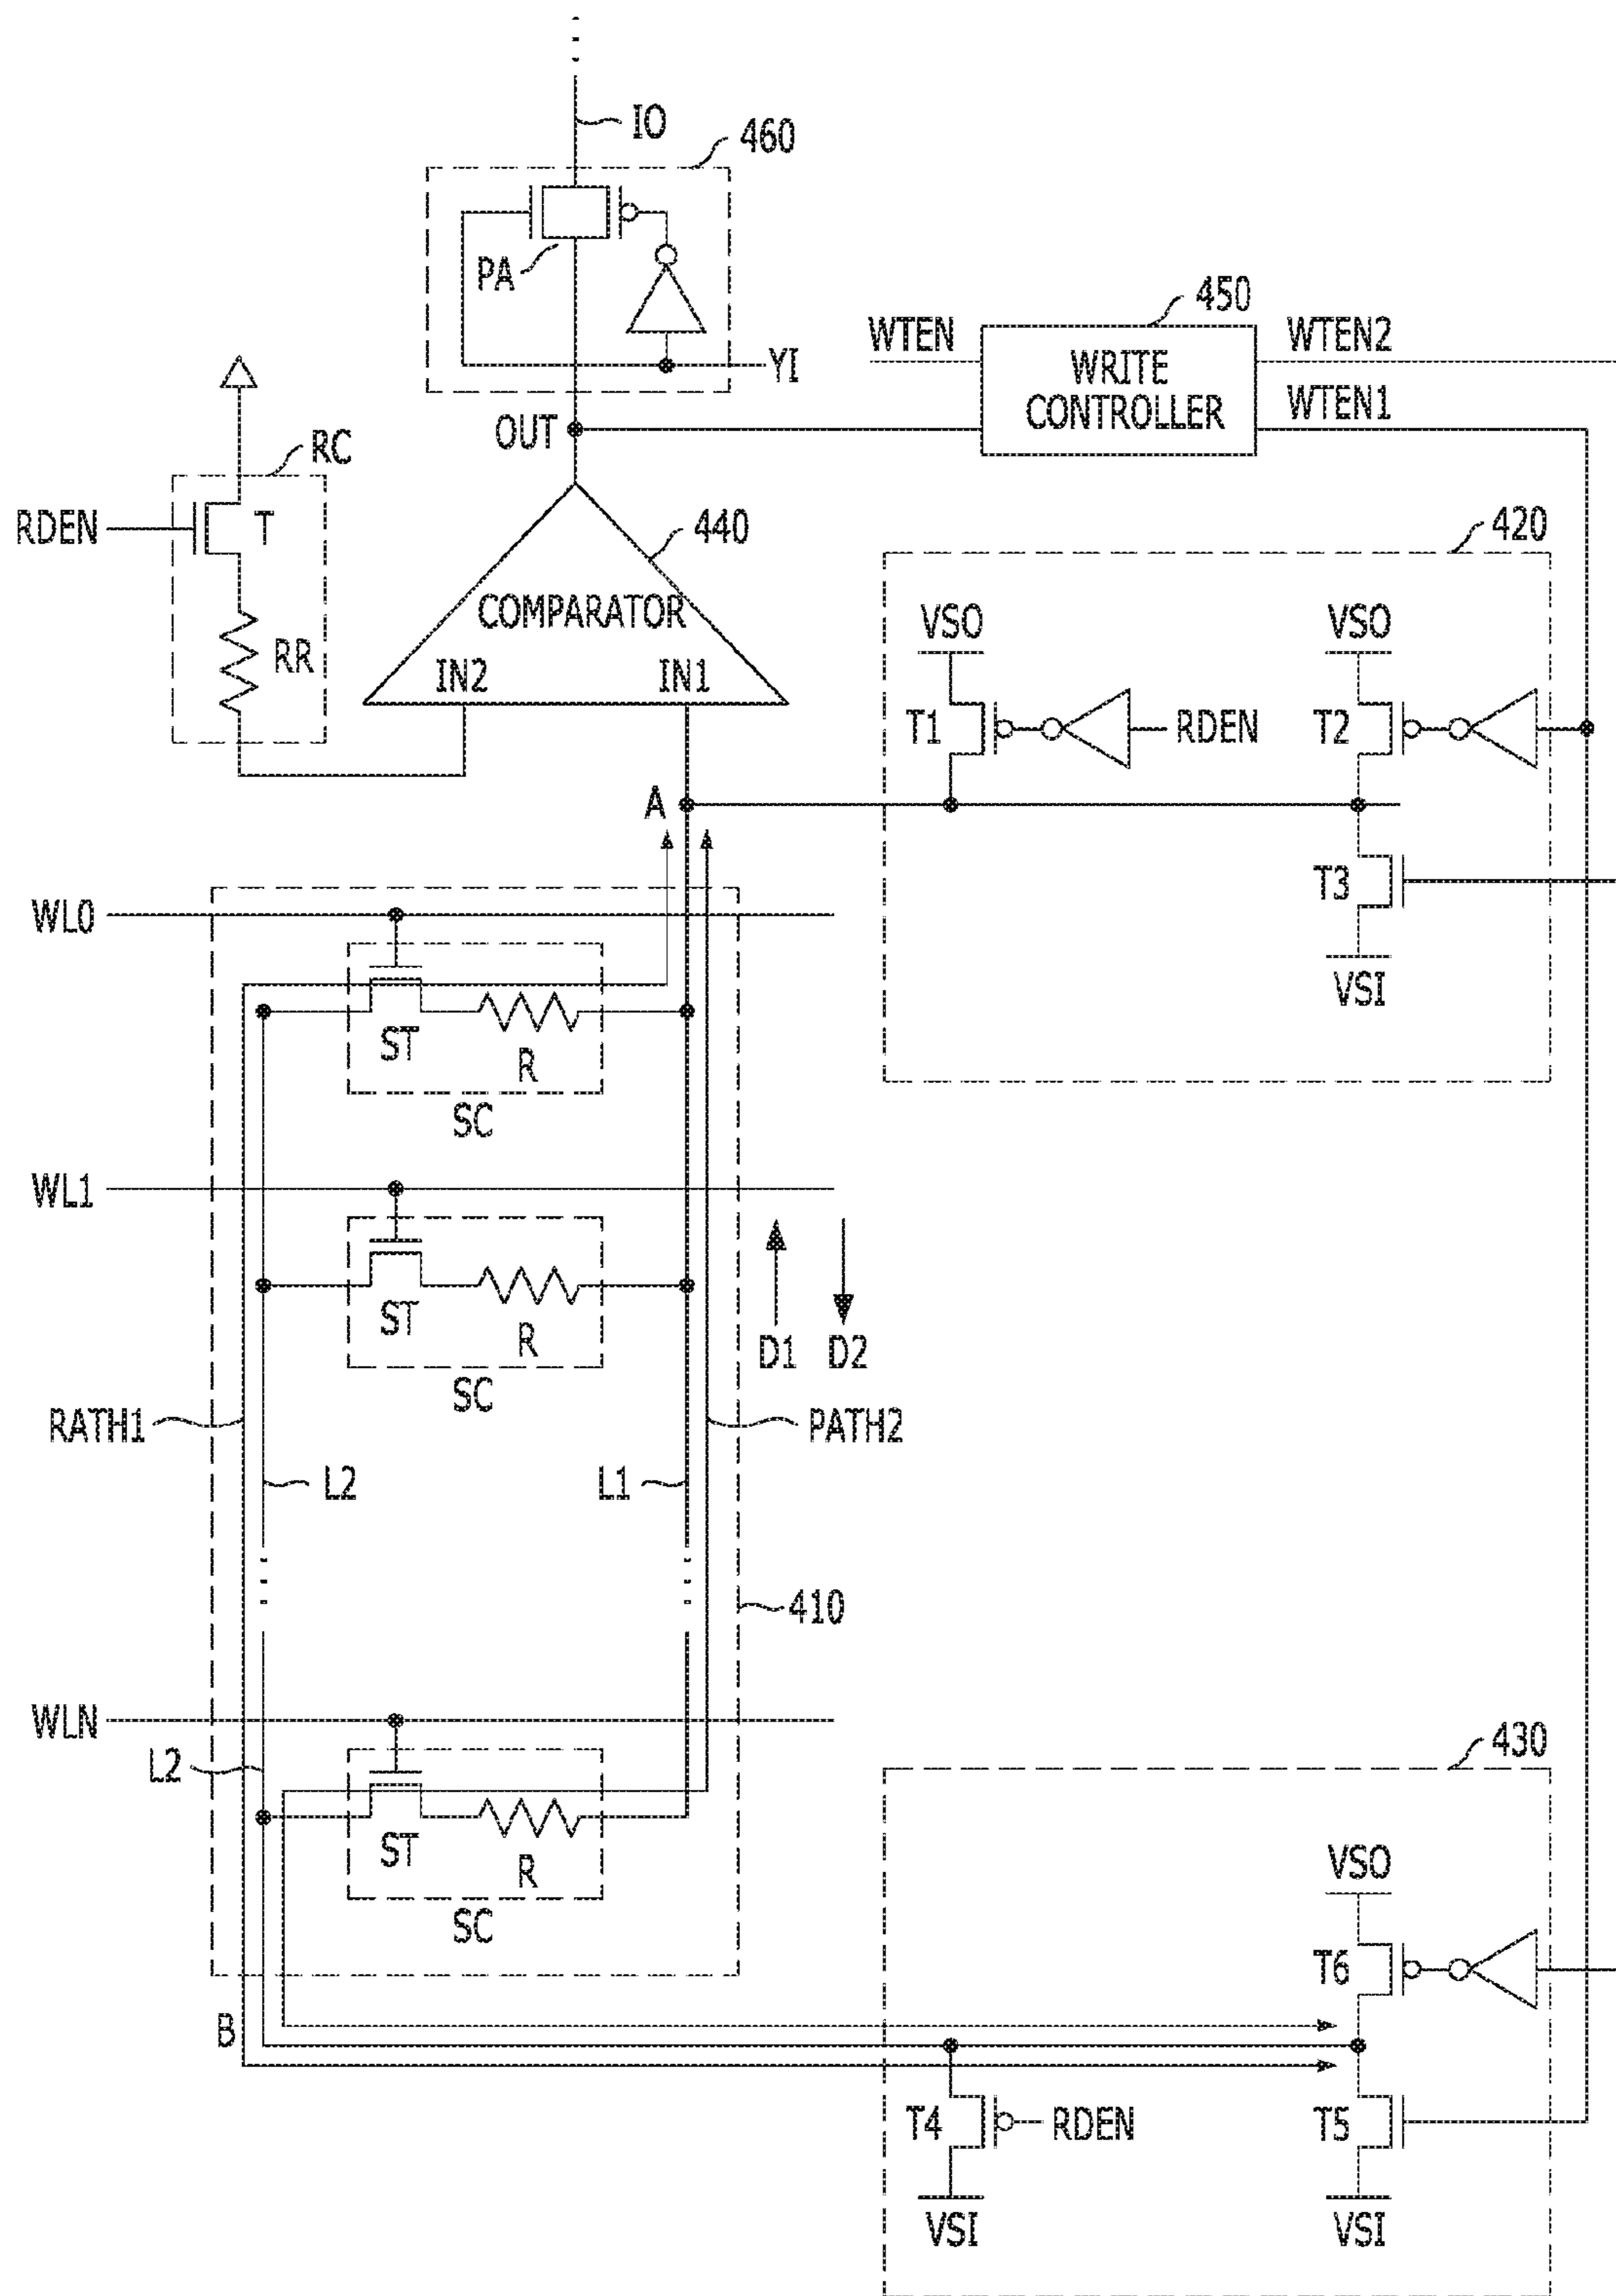 IO
460
PA
YI
450
WTEN
WRITE
CONTROLLER
WTEN2
WTEN1
OUT
RC
RDEN
T
RR
440
COMPARATOR
IN2
IN1
420
VSO
VSO
T1
RDEN
T2
A
T3
VSI
WL0
ST
R
SC
WL1
ST
R
SC
D1
D2
RATH1
PATH2
L2
L1
410
WLN
L2
ST
R
SC
430
VSO
T6
B
T4
RDEN
T5
VSI
VSI